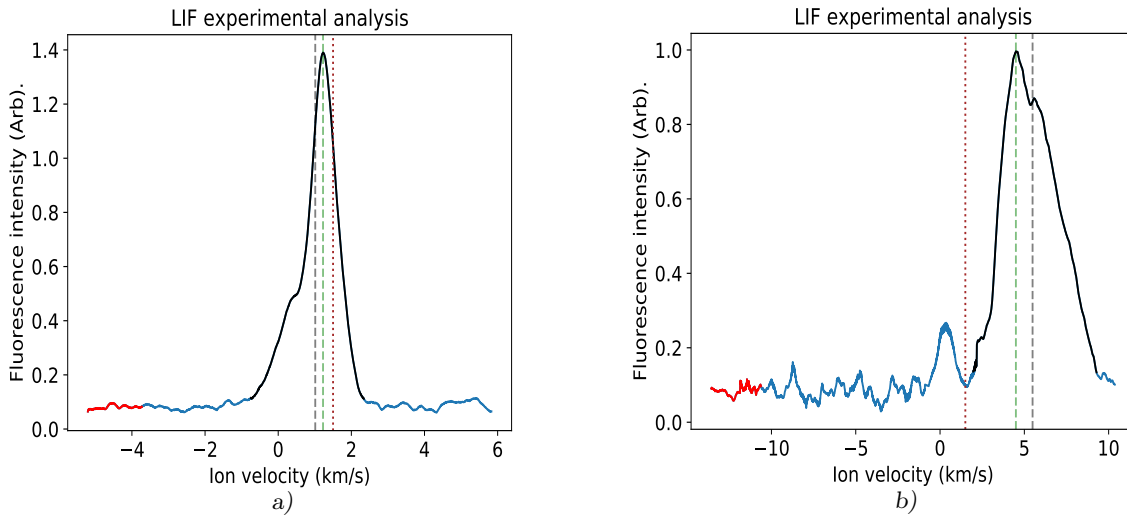 LIF experimental analysis
Fluorescence intensity (Arb).
1.4
1.2
1.0
0.8
0.6
0.4
0.2
0.0
−4 −2 0 2 4 6
Ion velocity (km/s)
a)
LIF experimental analysis
Fluorescence intensity (Arb).
1.0
0.8
0.6
0.4
0.2
0.0
−10 −5 0 5 10
Ion velocity (km/s)
b)